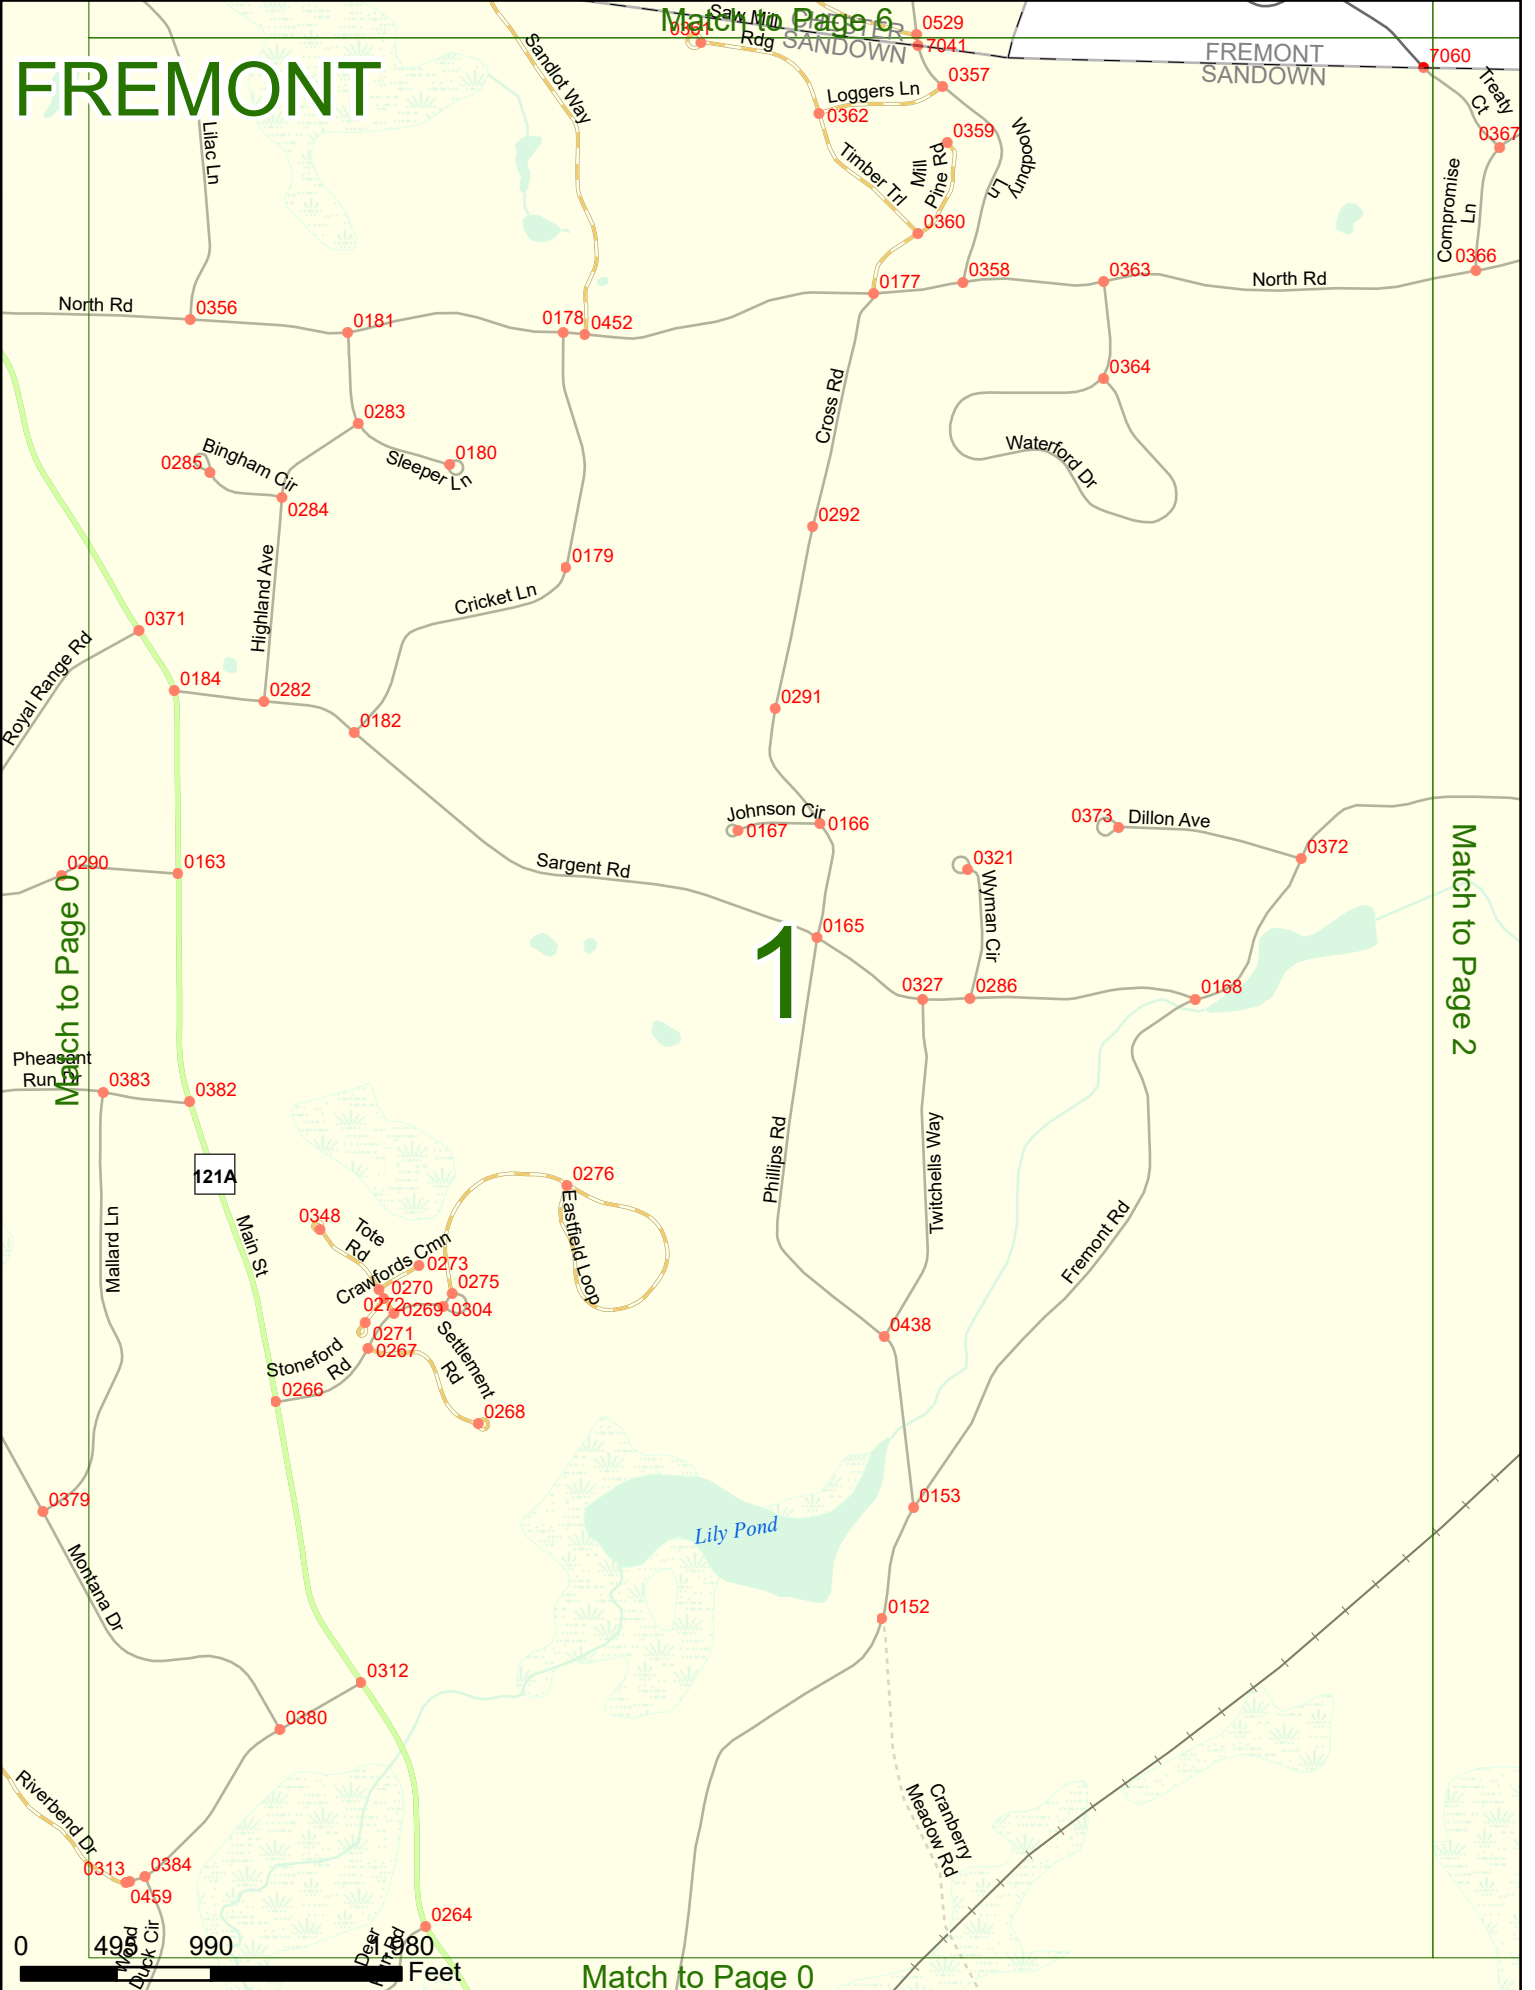 Match to Page 6
Saw Mill
Rdg
CHESTER
SANDOWN
0529
7041
0361
FREMONT
SANDOWN
7060
FREMONT
Sandlot Way
Lilac Ln
Loggers Ln
0357
0362
0359
Woodbury
Ln
Treaty
Ct
0367
Timber Trl
Mill
Pine Rd
0360
Compromise
Ln
0366
North Rd
0356
0181
0178
0452
0177
0358
0363
North Rd
0364
Cross Rd
0283
Bingham Cir
0285
0284
Sleeper Ln
0180
Waterford Dr
0292
0179
Cricket Ln
Highland Ave
0371
Royal Range Rd
0184
0282
0182
0291
Johnson Cir
0167
0166
0373
Dillon Ave
0372
0290
0163
Sargent Rd
0321
Wyman Cir
Match to Page 0
Match to Page 2
1
0165
0327
0286
0168
Pheasant
Run Dr
0383
0382
121A
Phillips Rd
Twitchells Way
Fremont Rd
Mallard Ln
Main St
0276
Eastfield Loop
0348
Tote
Rd
Crawfords Cmn
0273
0270
0275
0272
0269
0304
0271
0267
Stoneford
Rd
Settlement
Rd
0266
0268
0438
0379
0153
Lily Pond
Montana Dr
0152
0312
0380
Riverbend Dr
Cranberry
Meadow Rd
0313
0384
0459
0264
Wood
Duck Cir
Deer
Run Rd
0 495 990 1,980
Feet
Match to Page 0